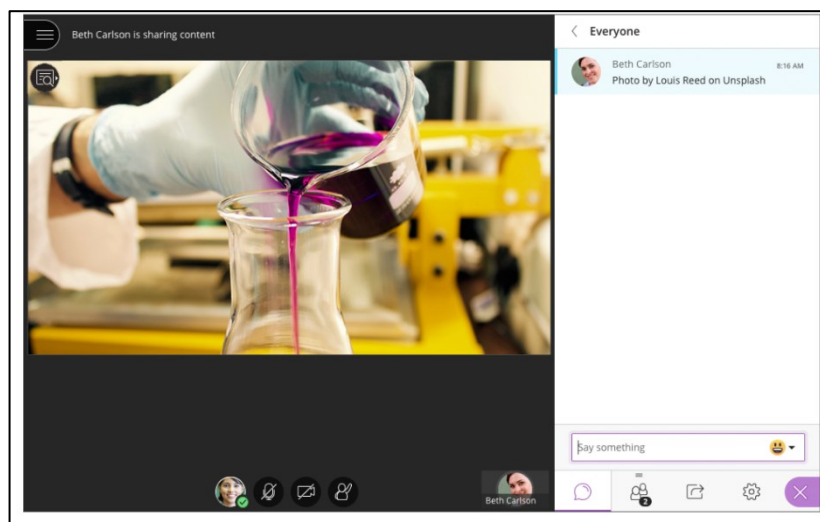 Beth Carlson is sharing content
Everyone
Beth Carlson 8:16 AM
Photo by Louis Reed on Unsplash
Say something
Beth Carlson
2